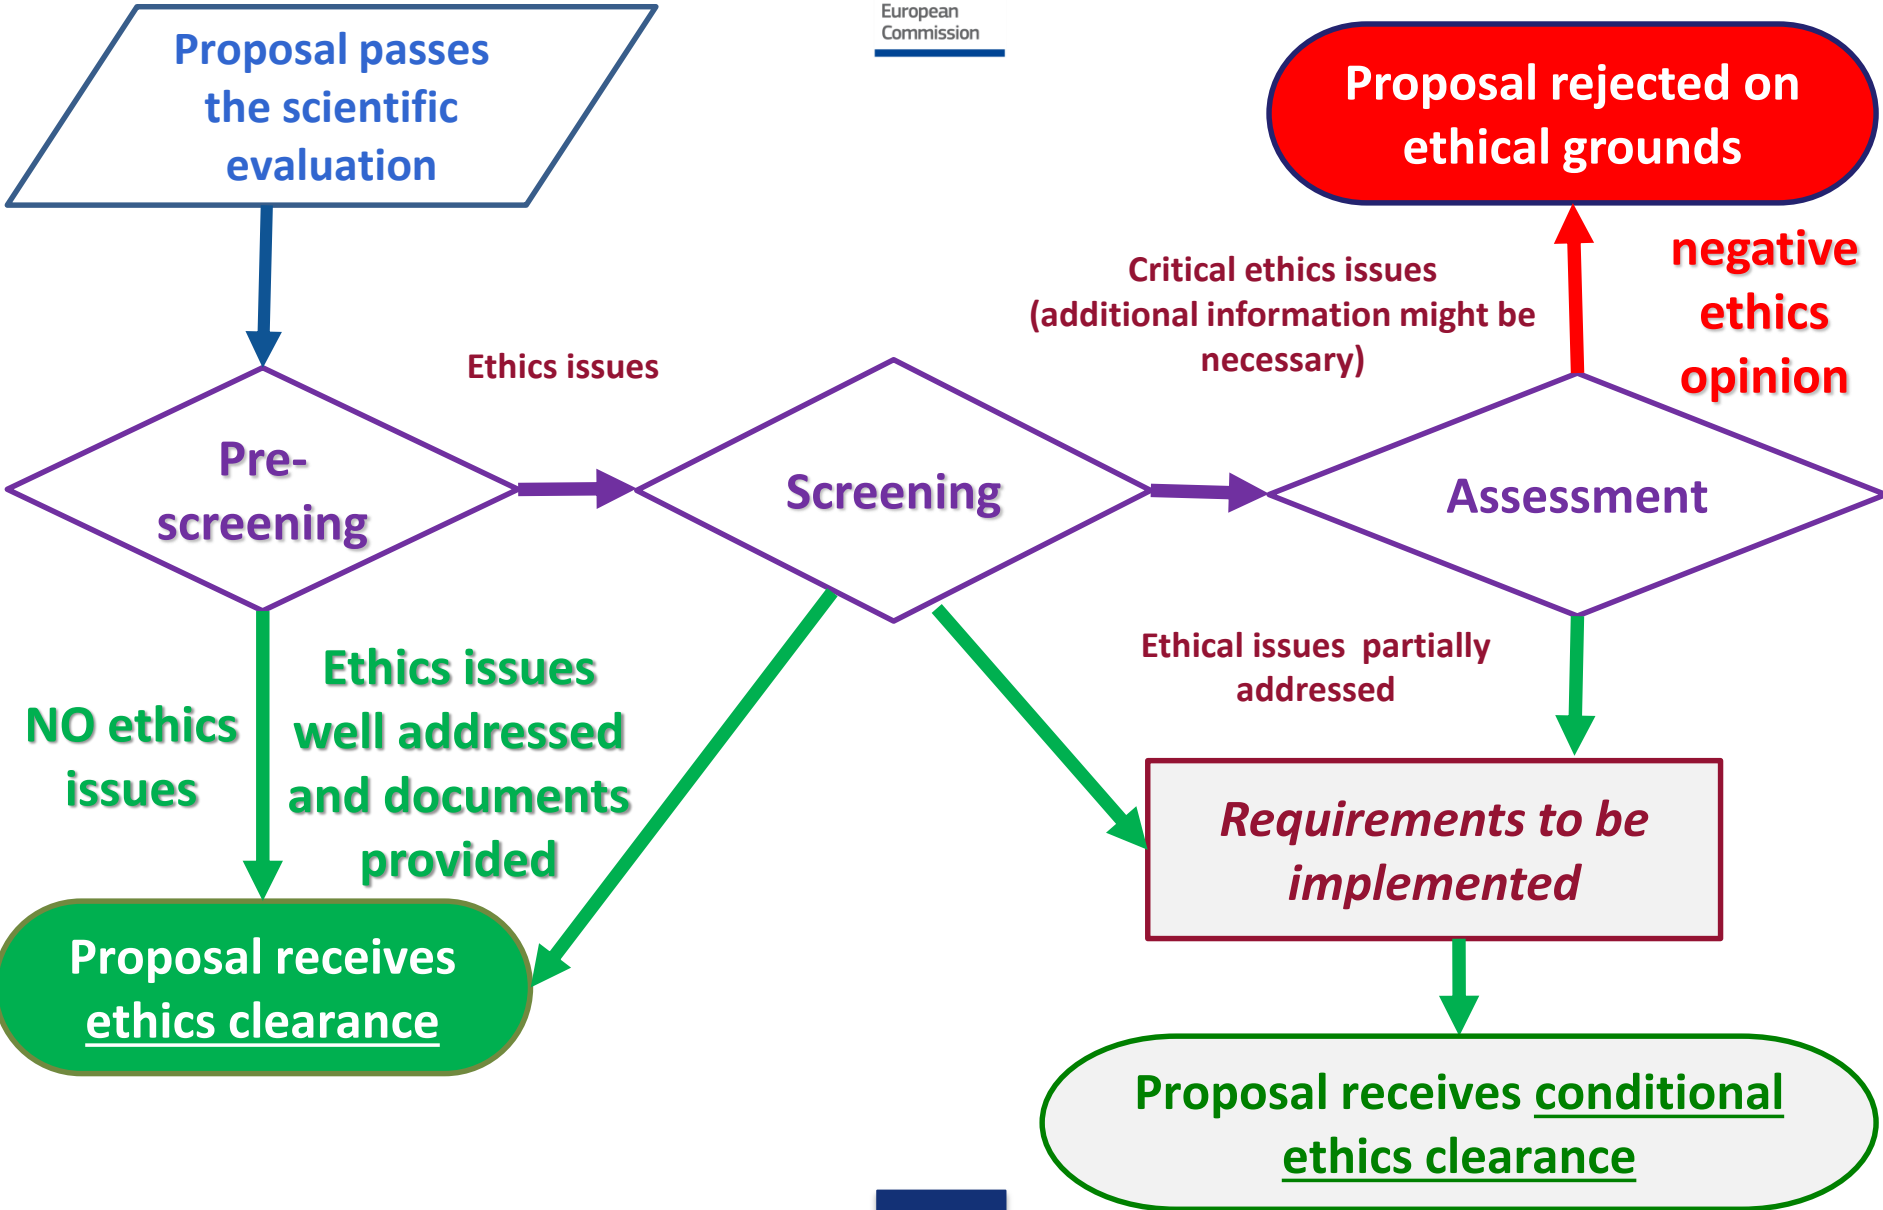 European
Commission
Proposal passes
the scientific
evaluation
Proposal rejected on
ethical grounds
negative
ethics
opinion
Critical ethics issues
(additional information might be
necessary)
Ethics issues
Pre-
screening
Screening
Assessment
Ethical issues  partially
addressed
NO ethics
issues
Ethics issues
well addressed
and documents
provided
Requirements to be
implemented
Proposal receives
ethics clearance
Proposal receives conditional
ethics clearance